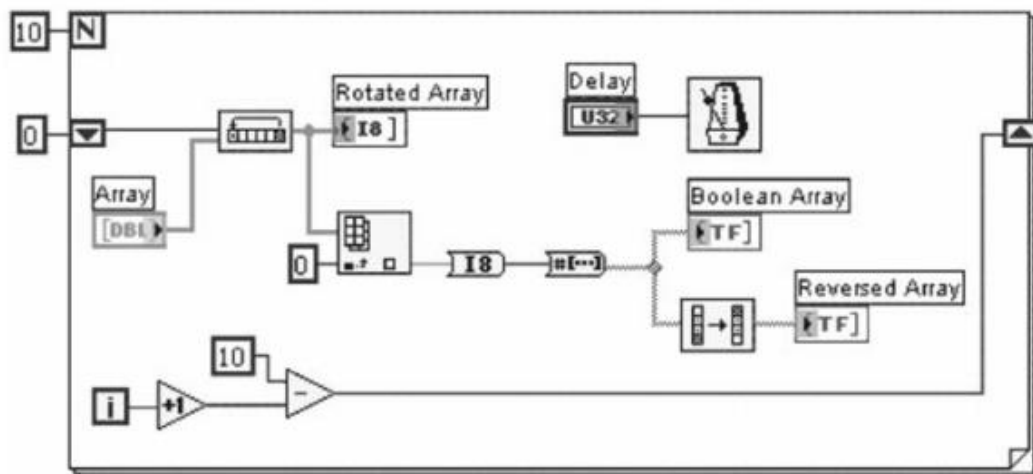 10 N
Rotated Array
I8]
Delay
U32
0
Array
[DBL
Boolean Array
TF]
0
I8
#[...]
Reversed Array
TF]
10
i
+1
-